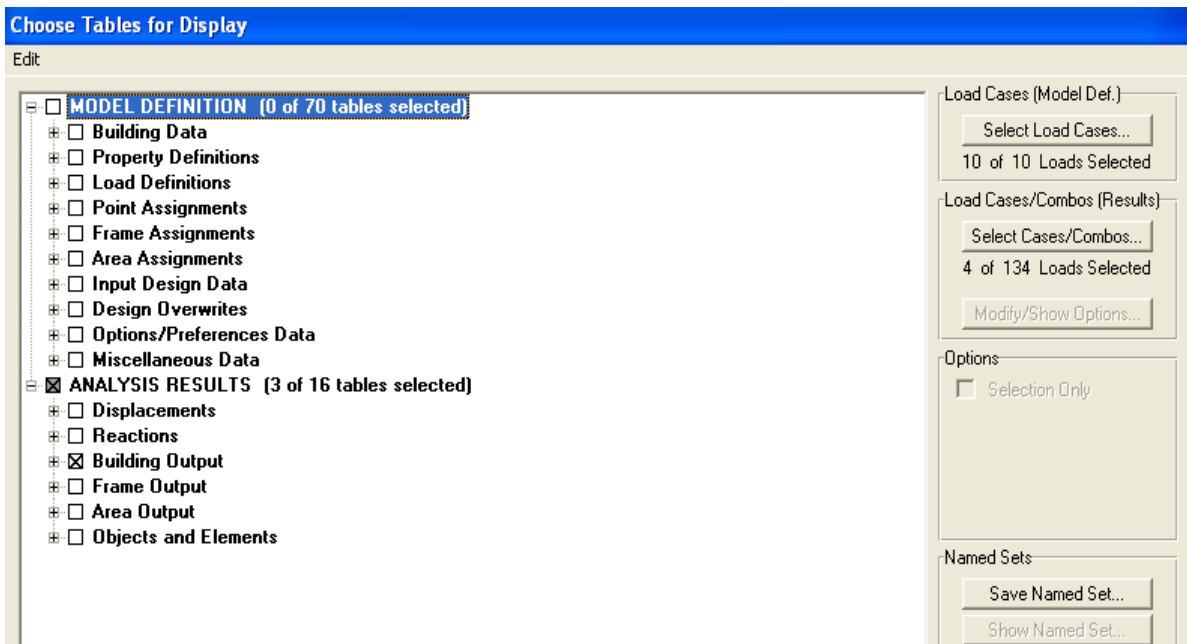 Choose Tables for Display
Edit
MODEL DEFINITION (0 of 70 tables selected)
Building Data
Property Definitions
Load Definitions
Point Assignments
Frame Assignments
Area Assignments
Input Design Data
Design Overwrites
Options/Preferences Data
Miscellaneous Data
ANALYSIS RESULTS (3 of 16 tables selected)
Displacements
Reactions
Building Output
Frame Output
Area Output
Objects and Elements
Load Cases (Model Def.)
Select Load Cases...
10 of 10 Loads Selected
Load Cases/Combos (Results)
Select Cases/Combos...
4 of 134 Loads Selected
Modify/Show Options...
Options
Selection Only
Named Sets
Save Named Set...
Show Named Set...